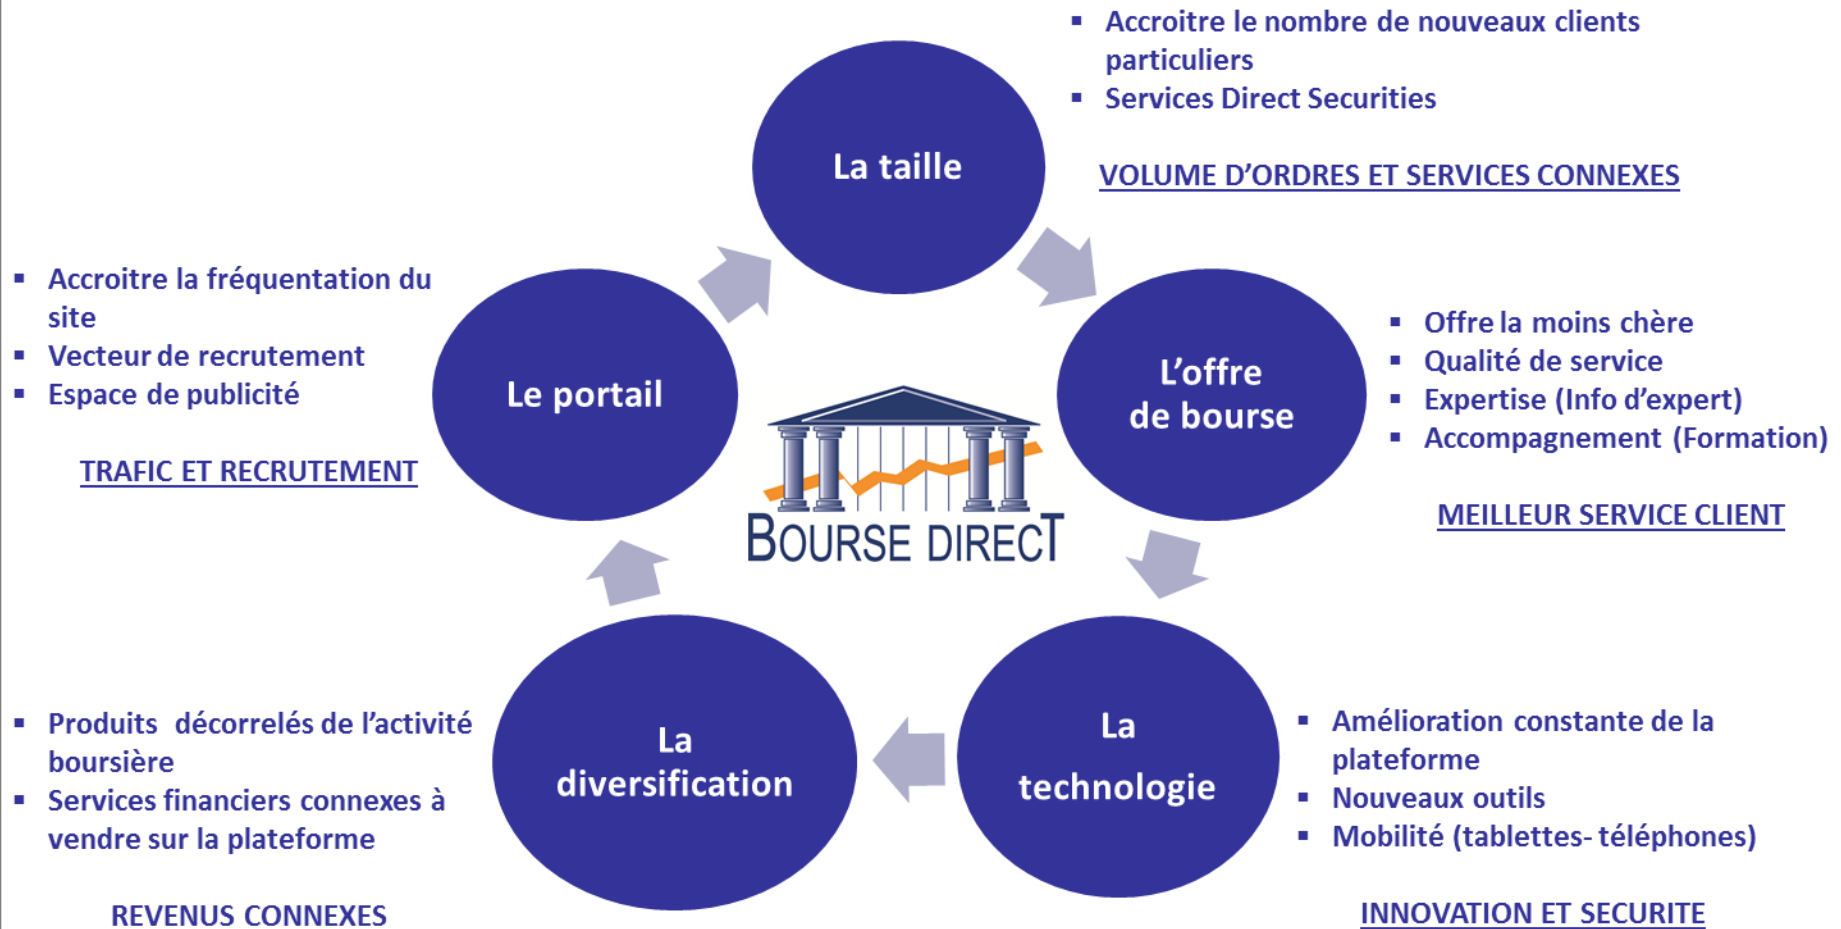 ▪ Accroitre le nombre de nouveaux clients
particuliers
▪ Services Direct Securities
VOLUME D’ORDRES ET SERVICES CONNEXES
La taille
▪ Accroitre la fréquentation du
site
▪ Vecteur de recrutement
▪ Espace de publicité
TRAFIC ET RECRUTEMENT
Le portail
L’offre
de bourse
▪ Offre la moins chère
▪ Qualité de service
▪ Expertise (Info d’expert)
▪ Accompagnement (Formation)
MEILLEUR SERVICE CLIENT
BOURSE DIRECT
▪ Produits décorrelés de l’activité
boursière
▪ Services financiers connexes à
vendre sur la plateforme
REVENUS CONNEXES
La
diversification
La
technologie
▪ Amélioration constante de la
plateforme
▪ Nouveaux outils
▪ Mobilité (tablettes- téléphones)
INNOVATION ET SECURITE